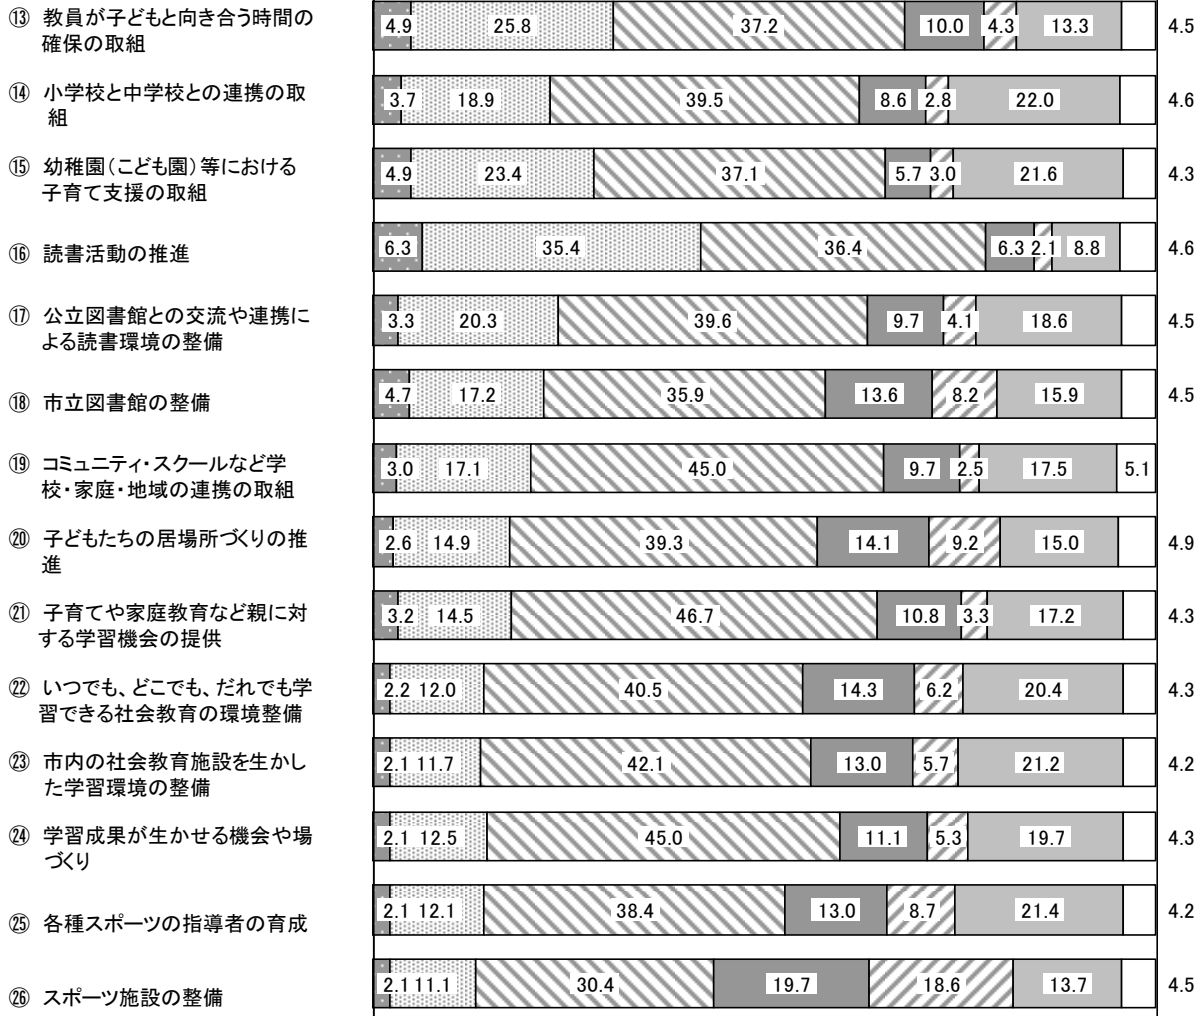 ⑬ 教員が子どもと向き合う時間の
確保の取組
4.9 25.8 37.2 10.0 4.3 13.3 4.5
⑭ 小学校と中学校との連携の取
組
3.7 18.9 39.5 8.6 2.8 22.0 4.6
⑮ 幼稚園(こども園)等における
子育て支援の取組
4.9 23.4 37.1 5.7 3.0 21.6 4.3
⑯ 読書活動の推進
6.3 35.4 36.4 6.3 2.1 8.8 4.6
⑰ 公立図書館との交流や連携に
よる読書環境の整備
3.3 20.3 39.6 9.7 4.1 18.6 4.5
⑱ 市立図書館の整備
4.7 17.2 35.9 13.6 8.2 15.9 4.5
⑲ コミュニティ・スクールなど学
校・家庭・地域の連携の取組
3.0 17.1 45.0 9.7 2.5 17.5 5.1
⑳ 子どもたちの居場所づくりの推
進
2.6 14.9 39.3 14.1 9.2 15.0 4.9
㉑ 子育てや家庭教育など親に対
する学習機会の提供
3.2 14.5 46.7 10.8 3.3 17.2 4.3
㉒ いつでも、どこでも、だれでも学
習できる社会教育の環境整備
2.2 12.0 40.5 14.3 6.2 20.4 4.3
㉓ 市内の社会教育施設を生かし
た学習環境の整備
2.1 11.7 42.1 13.0 5.7 21.2 4.2
㉔ 学習成果が生かせる機会や場
づくり
2.1 12.5 45.0 11.1 5.3 19.7 4.3
㉕ 各種スポーツの指導者の育成
2.1 12.1 38.4 13.0 8.7 21.4 4.2
㉖ スポーツ施設の整備
2.1 11.1 30.4 19.7 18.6 13.7 4.5